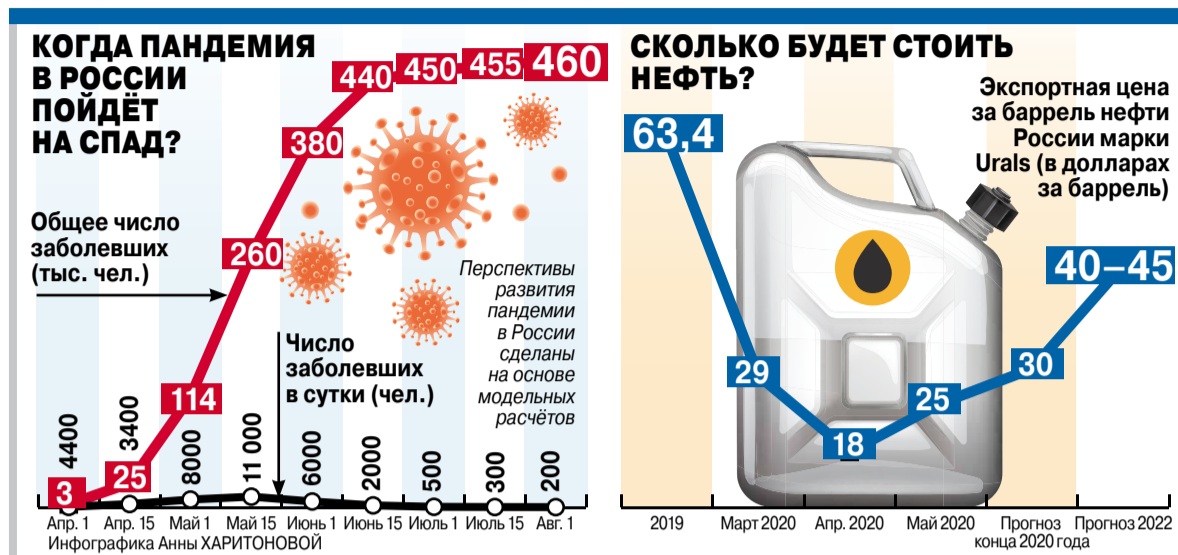 КОГДА ПАНДЕМИЯ
В РОССИИ
ПОЙДЁТ
НА СПАД?
Общее число
заболевших
(тыс. чел.)
3
25
114
260
380
440
450
455
460
Перспективы
развития
пандемии
в России
сделаны
на основе
модельных
расчётов
Число
заболевших
в сутки (чел.)
4400
3400
8000
11 000
6000
2000
500
300
200
Апр. 1
Апр. 15
Май 1
Май 15
Июнь 1
Июнь 15
Июль 1
Июль 15
Авг. 1
Инфографика Анны ХАРИТОНОВОЙ
СКОЛЬКО БУДЕТ СТОИТЬ
НЕФТЬ?
Экспортная цена
за баррель нефти
России марки
Urals (в долларах
за баррель)
63,4
29
18
25
30
40–45
2019
Март 2020
Апр. 2020
Май 2020
Прогноз
конца 2020 года
Прогноз 2022